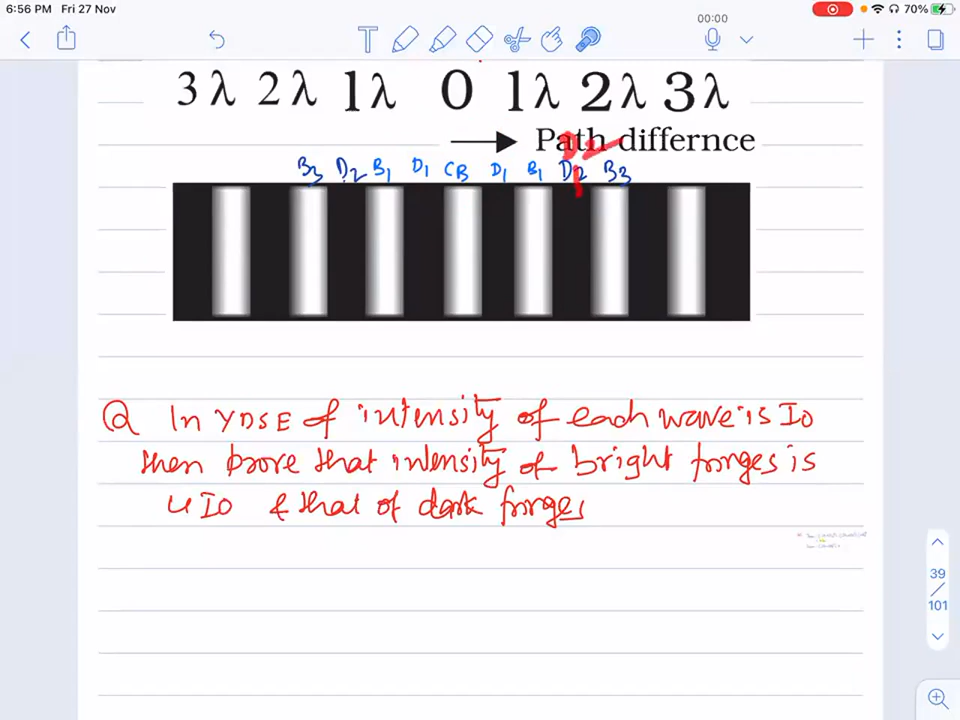 6:56 PM Fri 27 Nov
70%
00:00
3λ 2λ 1λ 0 1λ 2λ 3λ
Path differnce
B3 D2 B1 D1 CB D1 B1 D2 B3
Q In YDSE of intensity of each wave is I0
then prove that intensity of bright fringes is
4I0 & that of dark fringes
39
101